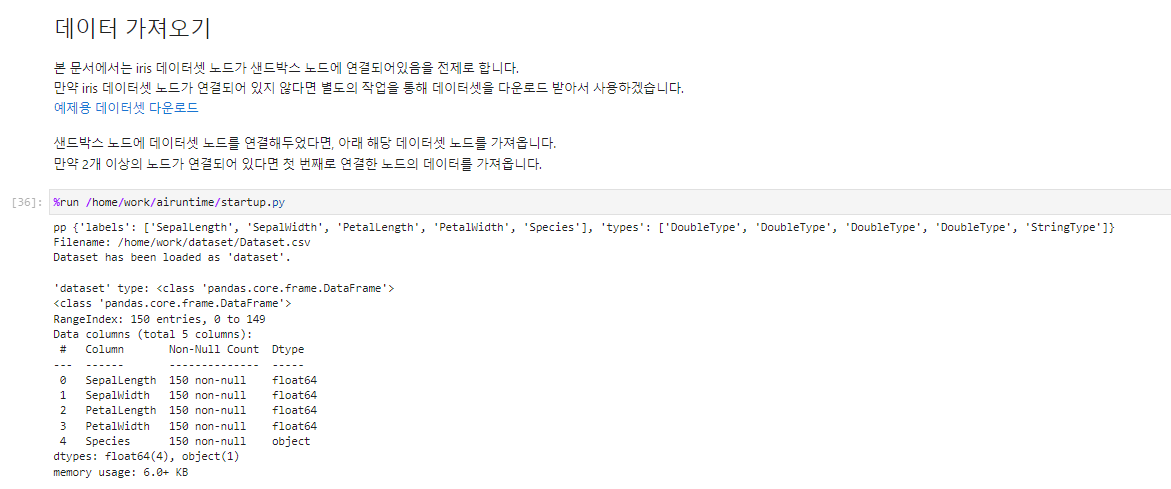 데이터 가져오기
본 문서에서는 iris 데이터셋 노드가 샌드박스 노드에 연결되어있음을 전제로 합니다.
만약 iris 데이터셋 노드가 연결되어 있지 않다면 별도의 작업을 통해 데이터셋을 다운로드 받아서 사용하겠습니다.
예제용 데이터셋 다운로드
샌드박스 노드에 데이터셋 노드를 연결해두었다면, 아래 해당 데이터셋 노드를 가져옵니다.
만약 2개 이상의 노드가 연결되어 있다면 첫 번째로 연결한 노드의 데이터를 가져옵니다.
[36]: %run /home/work/airuntime/startup.py
pp {'labels': ['SepalLength', 'SepalWidth', 'PetalLength', 'PetalWidth', 'Species'], 'types': ['DoubleType', 'DoubleType', 'DoubleType', 'DoubleType', 'StringType']}
Filename: /home/work/dataset/Dataset.csv
Dataset has been loaded as 'dataset'.
'dataset' type: <class 'pandas.core.frame.DataFrame'>
<class 'pandas.core.frame.DataFrame'>
RangeIndex: 150 entries, 0 to 149
Data columns (total 5 columns):
 #   Column       Non-Null Count  Dtype
---  ------       --------------  -----
 0   SepalLength  150 non-null    float64
 1   SepalWidth   150 non-null    float64
 2   PetalLength  150 non-null    float64
 3   PetalWidth   150 non-null    float64
 4   Species      150 non-null    object
dtypes: float64(4), object(1)
memory usage: 6.0+ KB